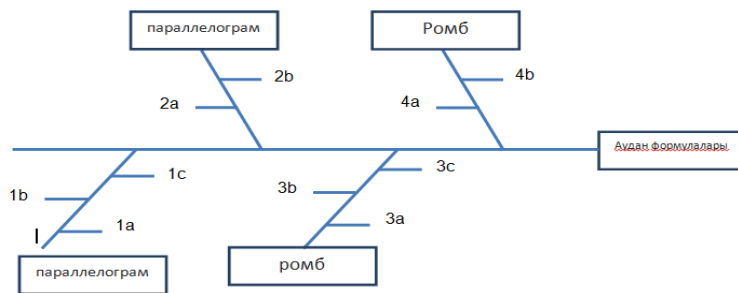 параллелограм
Ромб
2b
4b
2a
4a
Аудан формулалары
1c
3c
1b
3b
1a
3a
параллелограм
ромб